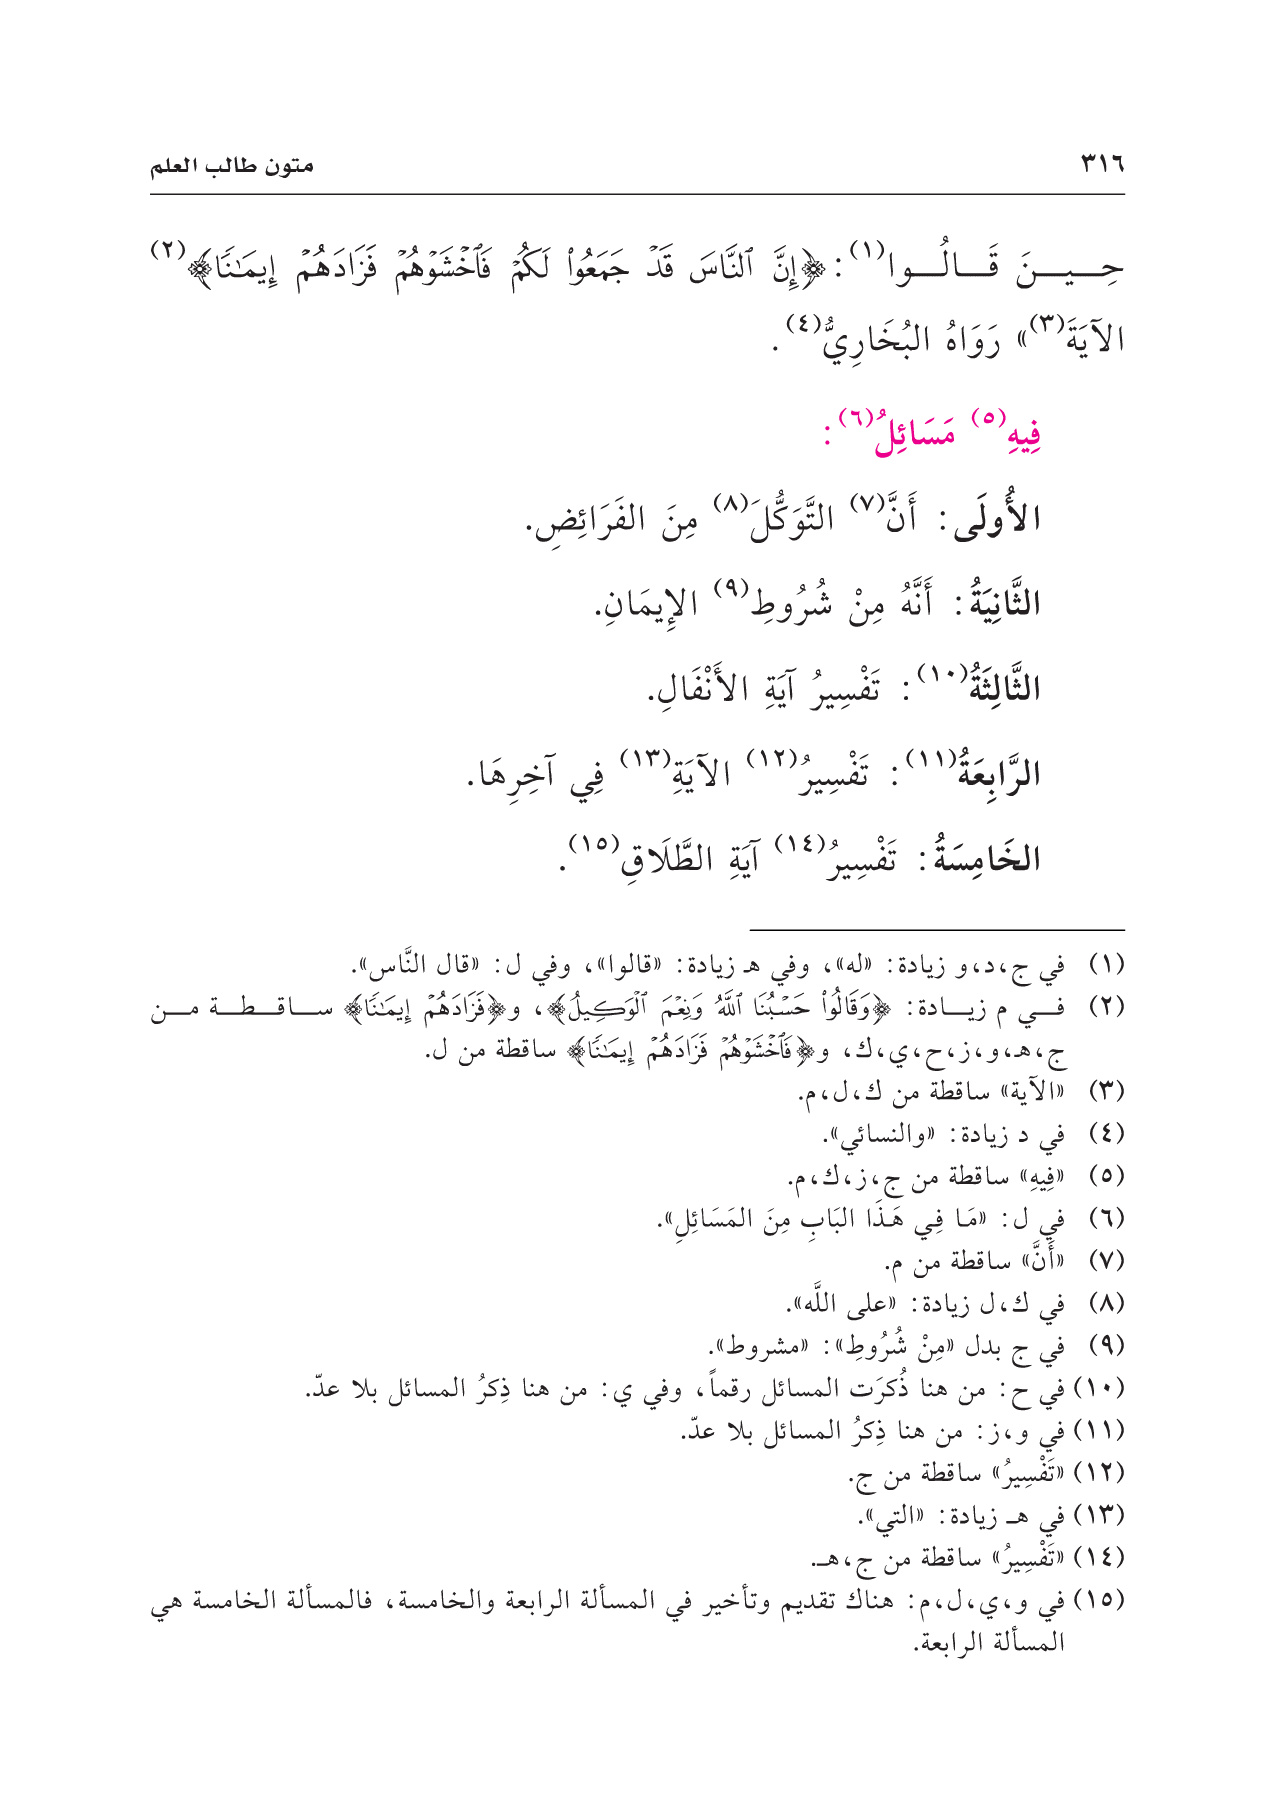 ٣١٦ متون طالب العلم
حِـيـنَ قَـالُـوا(١): ﴿إِنَّ ٱلنَّاسَ قَدۡ جَمَعُواْ لَكُمۡ فَٱخۡشَوۡهُمۡ فَزَادَهُمۡ إِيمَـٰنًا﴾(٢)
الآيَةَ(٣)» رَوَاهُ البُخَارِيُّ(٤).
فِيهِ(٥) مَسَائِلُ(٦):
الأُولَى: أَنَّ(٧) التَّوَكُّلَ(٨) مِنَ الفَرَائِضِ.
الثَّانِيَةُ: أَنَّهُ مِنْ شُرُوطِ(٩) الإِيمَانِ.
الثَّالِثَةُ(١٠): تَفْسِيرُ آيَةِ الأَنْفَالِ.
الرَّابِعَةُ(١١): تَفْسِيرُ(١٢) الآيَةِ(١٣) فِي آخِرِهَا.
الخَامِسَةُ: تَفْسِيرُ(١٤) آيَةِ الطَّلَاقِ(١٥).
(١) في ج،د،و زيادة: «له»، وفي هـ زيادة: «قالوا»، وفي ل: «قال النَّاس».
(٢) فـي م زيـادة: ﴿وَقَالُواْ حَسۡبُنَا ٱللَّهُ وَنِعۡمَ ٱلۡوَكِيلُ﴾، و﴿فَزَادَهُمۡ إِيمَـٰنًا﴾ سـاقـطـة مـن
ج،هـ،و،ز،ح،ي،ك، و﴿فَٱخۡشَوۡهُمۡ فَزَادَهُمۡ إِيمَـٰنًا﴾ ساقطة من ل.
(٣) «الآية» ساقطة من ك،ل،م.
(٤) في د زيادة: «والنسائي».
(٥) «فِيهِ» ساقطة من ج،ز،ك،م.
(٦) في ل: «مَا فِي هَذَا البَابِ مِنَ المَسَائِلِ».
(٧) «أَنَّ» ساقطة من م.
(٨) في ك،ل زيادة: «على اللَّه».
(٩) في ج بدل «مِنْ شُرُوطِ»: «مشروط».
(١٠) في ح: من هنا ذُكرَت المسائل رقماً، وفي ي: من هنا ذِكرُ المسائل بلا عدّ.
(١١) في و،ز: من هنا ذِكرُ المسائل بلا عدّ.
(١٢) «تَفْسِيرُ» ساقطة من ج.
(١٣) في هـ زيادة: «التي».
(١٤) «تَفْسِيرُ» ساقطة من ج،هـ.
(١٥) في و،ي،ل،م: هناك تقديم وتأخير في المسألة الرابعة والخامسة، فالمسألة الخامسة هي
المسألة الرابعة.